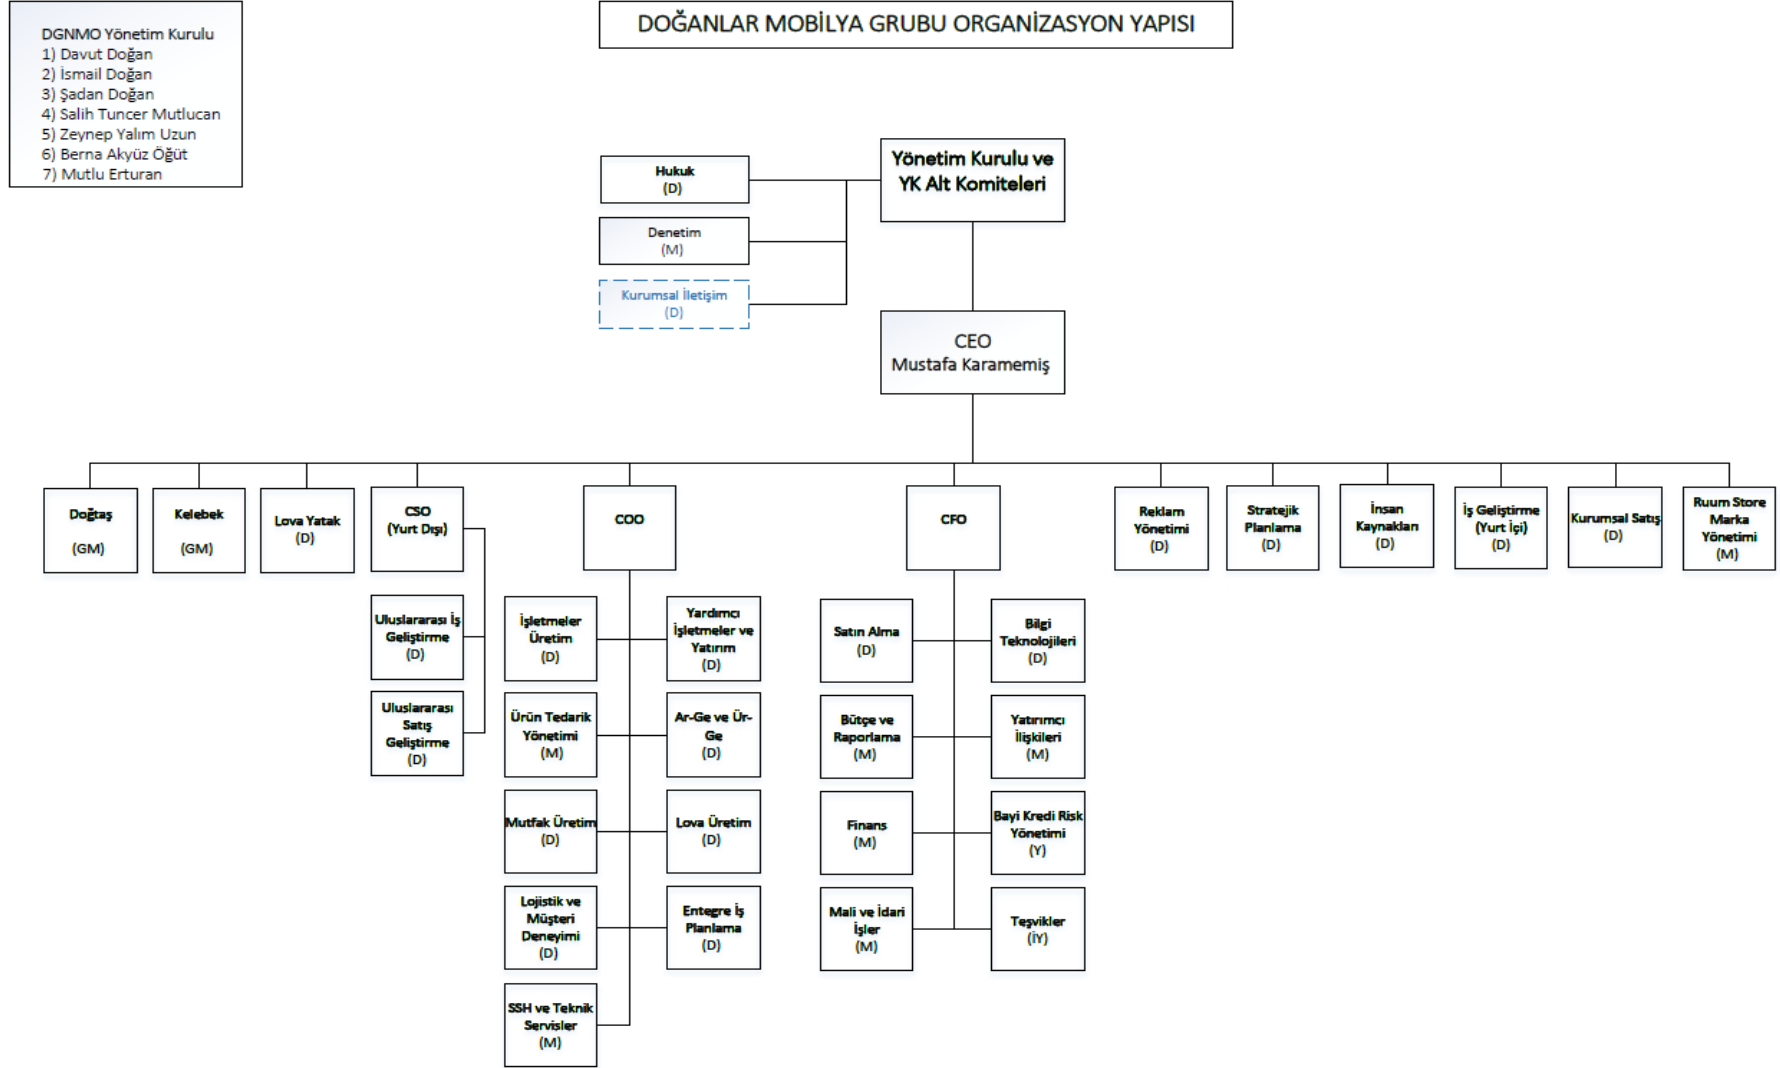 DGNMO Yönetim Kurulu
1) Davut Doğan
2) İsmail Doğan
3) Şadan Doğan
4) Salih Tuncer Mutlucan
5) Zeynep Yalım Uzun
6) Berna Akyüz Öğüt
7) Mutlu Erturan
DOĞANLAR MOBİLYA GRUBU ORGANİZASYON YAPISI
Yönetim Kurulu ve
YK Alt Komiteleri
Hukuk
(D)
Denetim
(M)
Kurumsal İletişim
(D)
CEO
Mustafa Karamemiş
Doğtaş
(GM)
Kelebek
(GM)
Lova Yatak
(D)
CSO
(Yurt Dışı)
COO
CFO
Reklam
Yönetimi
(D)
Stratejik
Planlama
(D)
İnsan
Kaynakları
(D)
İş Geliştirme
(Yurt İçi)
(D)
Kurumsal Satış
(D)
Ruum Store
Marka
Yönetimi
(M)
Uluslararası İş
Geliştirme
(D)
Uluslararası
Satış
Geliştirme
(D)
İşletmeler
Üretim
(D)
Yardımcı
İşletmeler ve
Yatırım
(D)
Ürün Tedarik
Yönetimi
(M)
Ar-Ge ve Ür-
Ge
(D)
Mutfak Üretim
(D)
Lova Üretim
(D)
Lojistik ve
Müşteri
Deneyimi
(D)
Entegre İş
Planlama
(D)
SSH ve Teknik
Servisler
(M)
Satın Alma
(D)
Bilgi
Teknolojileri
(D)
Bütçe ve
Raporlama
(M)
Yatırımcı
İlişkileri
(M)
Finans
(M)
Bayi Kredi Risk
Yönetimi
(Y)
Mali ve İdari
İşler
(M)
Teşvikler
(İY)